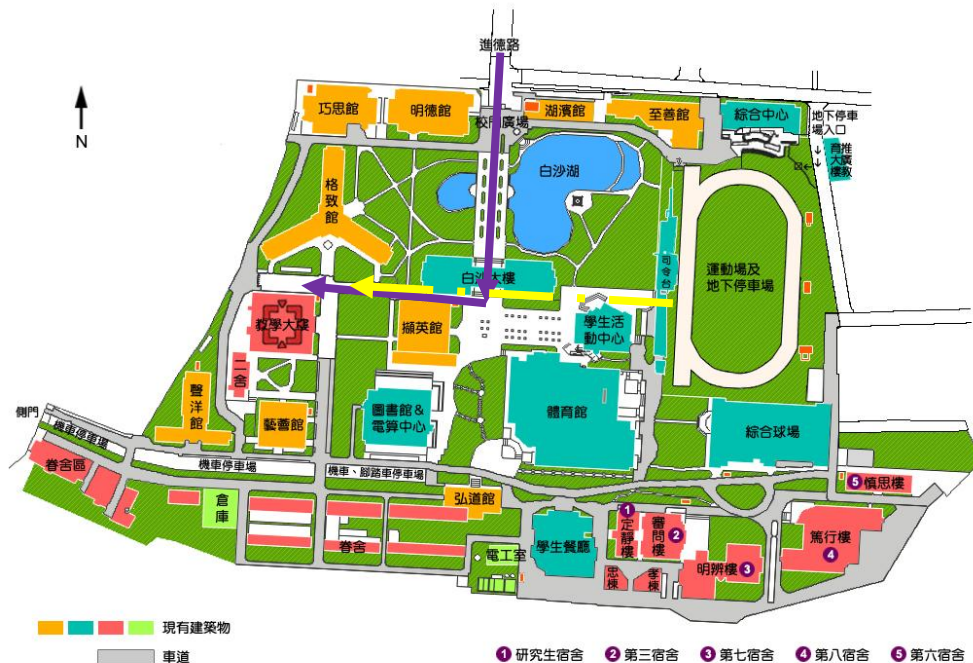 進德路
N
巧思館
明德館
校門廣場
湖濱館
至善館
綜合中心
地下停車
場入口
推廣教
育大樓
格致館
白沙湖
白沙大樓
司令台
運動場及
地下停車場
教學大樓
擷英館
學生活
動中心
二舍
聲洋館
藝薈館
圖書館&
電算中心
體育館
綜合球場
側門
機車停車場
機車停車場
機車、腳踏車停車場
眷舍區
倉庫
眷舍
弘道館
電工室
學生餐廳
1
定靜樓
審問樓
2
忠棟
孝棟
明辨樓 3
篤行樓
4
5 慎思樓
現有建築物
車道
1 研究生宿舍 2 第三宿舍 3 第七宿舍 4 第八宿舍 5 第六宿舍